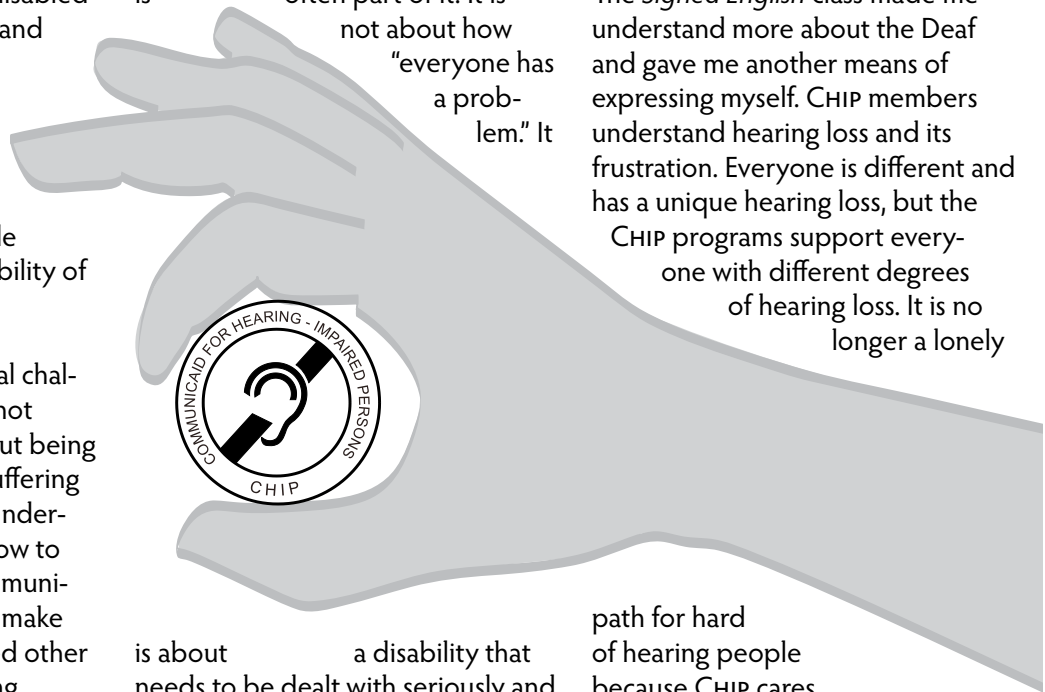 isabled
and
le
bility of
al chal-
not
ut being
uffering
nder-
ow to
muni-
make
d other
ng
is often part of it. It is
not about how
“everyone has
a prob-
lem.” It
COMMUNICAID FOR HEARING - IMPAIRED PERSONS
CHIP
is about a disability that
needs to be dealt with seriously and
The Signed English class made me
understand more about the Deaf
and gave me another means of
expressing myself. CHIP members
understand hearing loss and its
frustration. Everyone is different and
has a unique hearing loss, but the
CHIP programs support every-
one with different degrees
of hearing loss. It is no
longer a lonely
path for hard
of hearing people
because CHIP cares